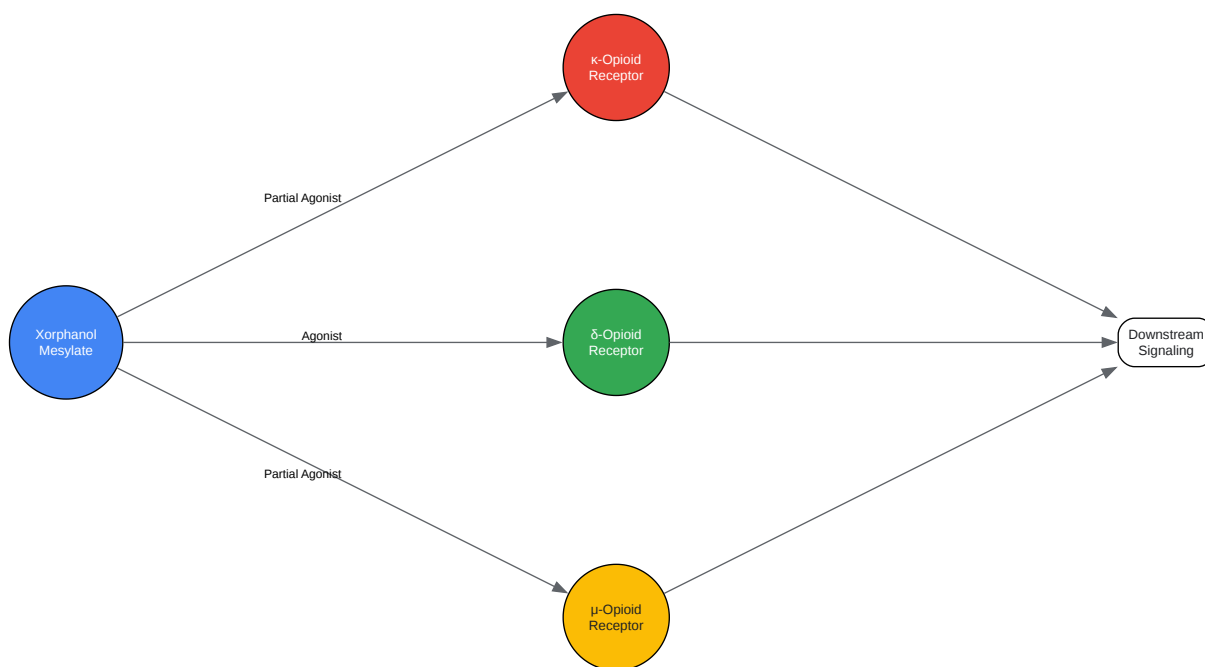 κ-Opioid
Receptor
Partial Agonist
Xorphanol
Mesylate
Agonist
δ-Opioid
Receptor
Downstream
Signaling
Partial Agonist
μ-Opioid
Receptor